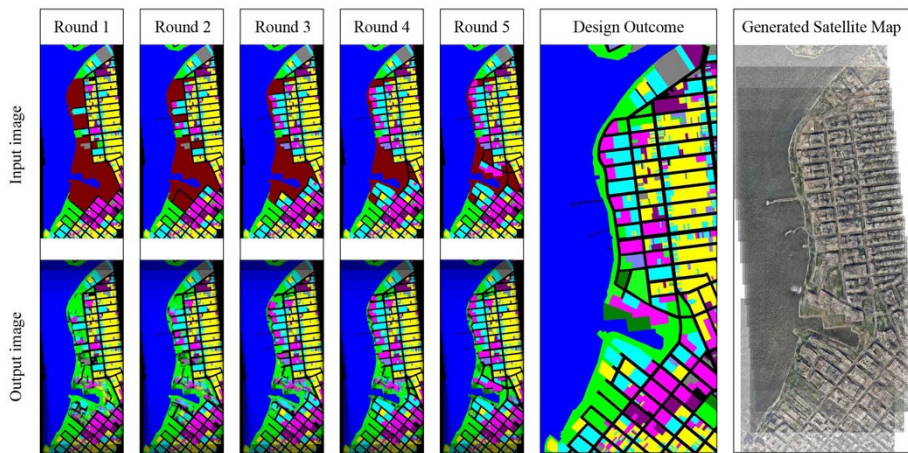 Round 1
Round 2
Round 3
Round 4
Round 5
Design Outcome
Generated Satellite Map
Input image
Output image